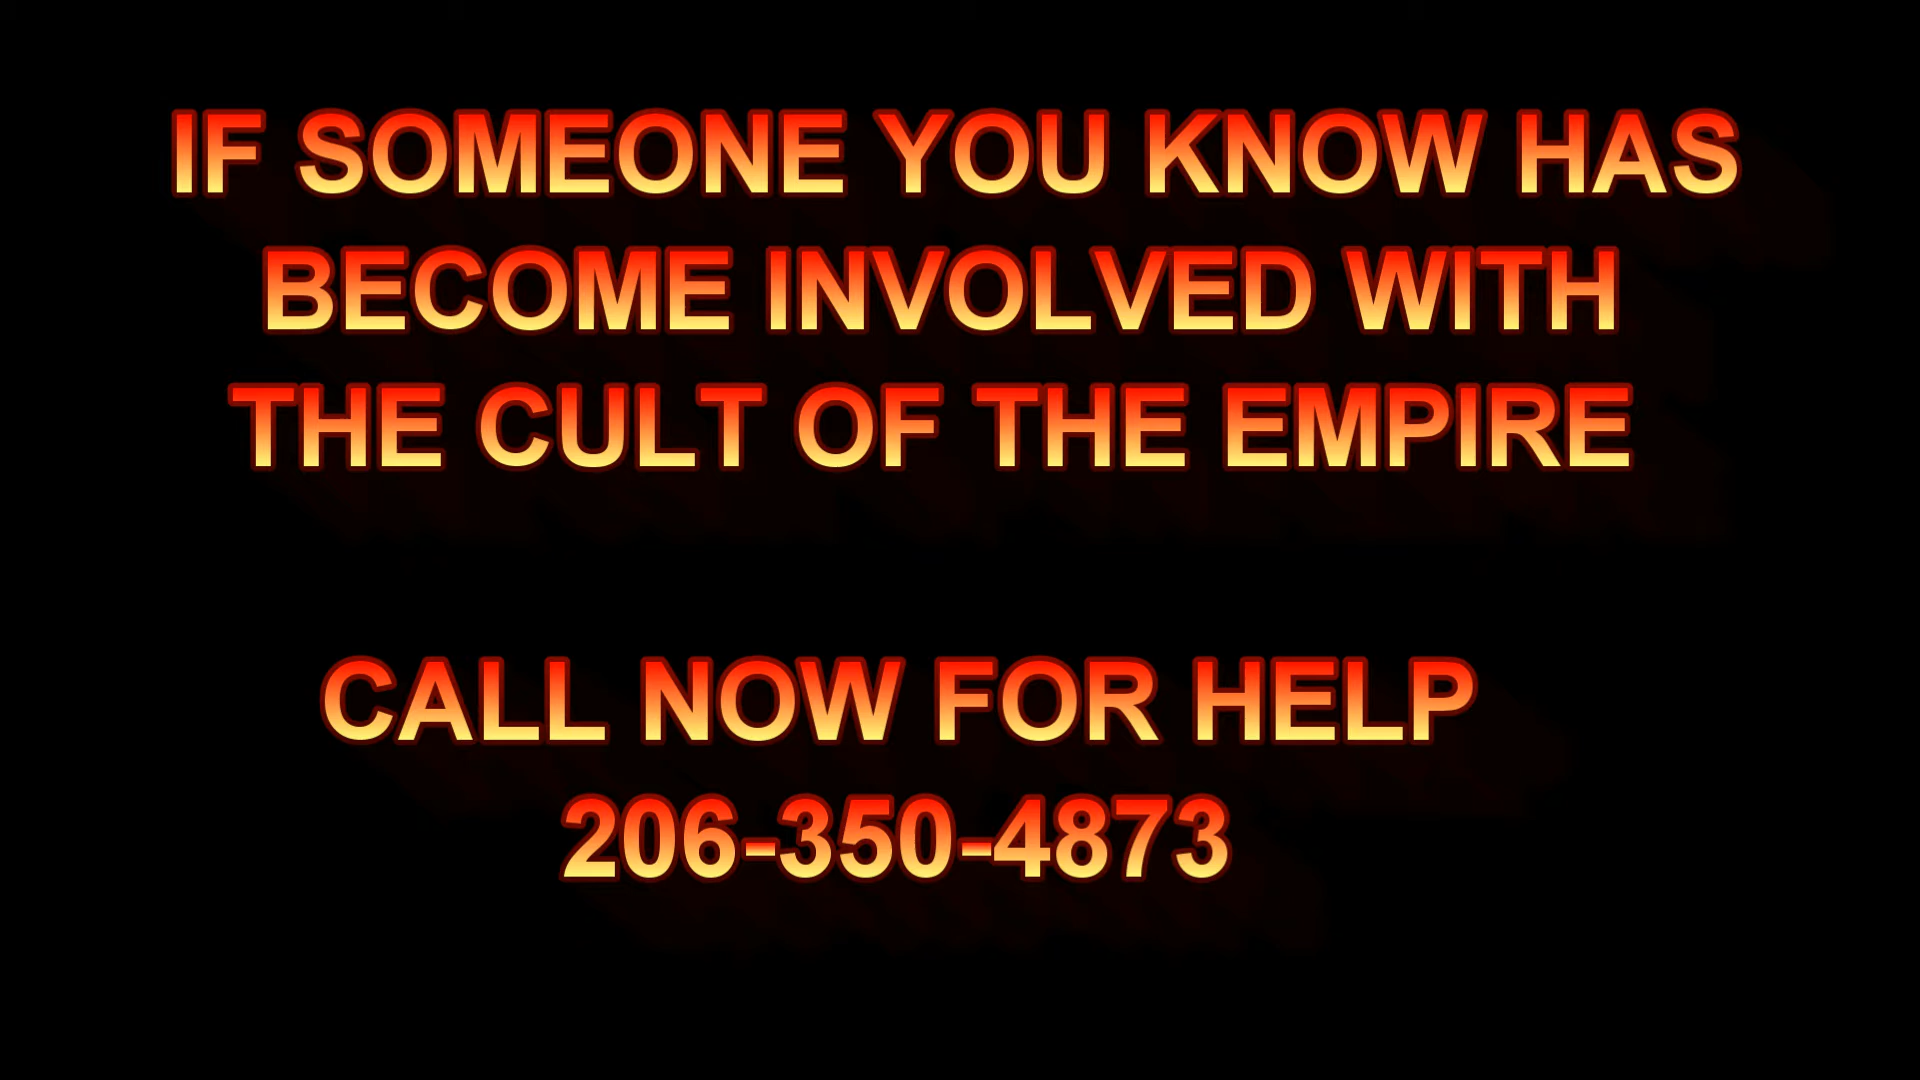 IF SOMEONE YOU KNOW HAS
BECOME INVOLVED WITH
THE CULT OF THE EMPIRE
CALL NOW FOR HELP
206-350-4873